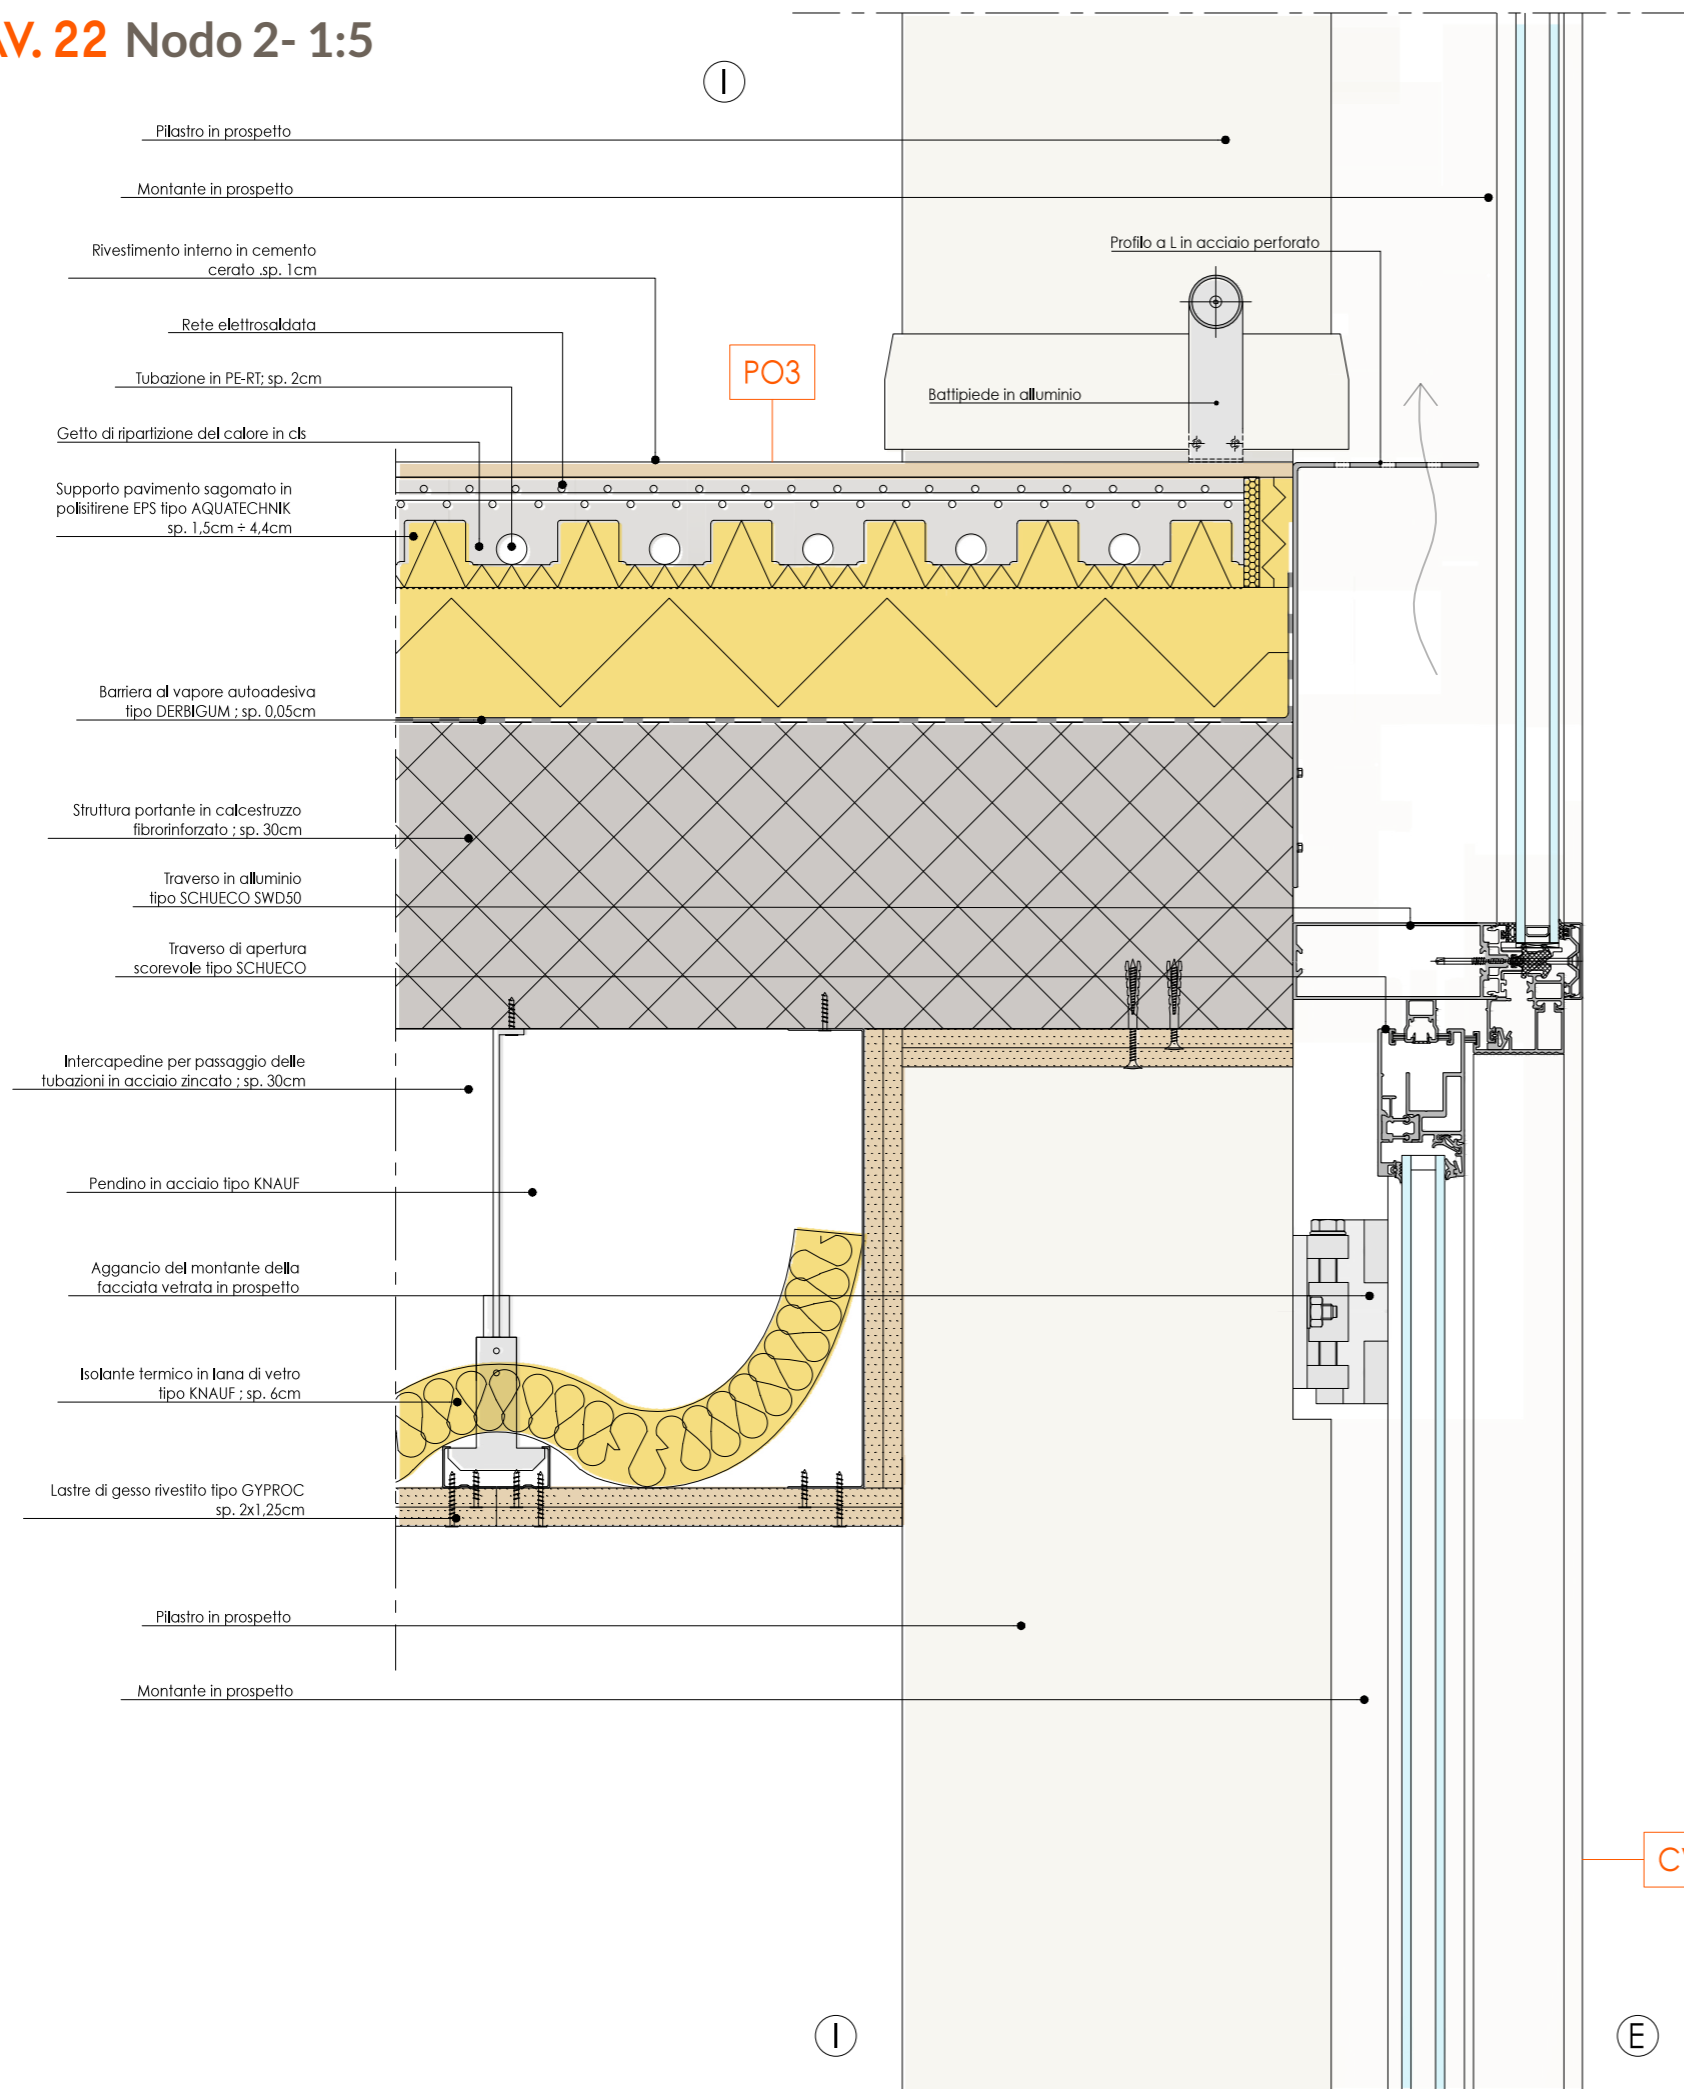 AV. 22 Nodo 2- 1:5
I
Pilastro in prospetto
Montante in prospetto
Rivestimento interno in cemento
cerato .sp. 1cm
Profilo a L in acciaio perforato
Rete elettrosaldata
Tubazione in PE-RT; sp. 2cm
PO3
Battipiede in alluminio
Getto di ripartizione del calore in cls
Supporto pavimento sagomato in
polisitirene EPS tipo AQUATECHNIK
sp. 1,5cm ÷ 4,4cm
Barriera al vapore autoadesiva
tipo DERBIGUM ; sp. 0,05cm
Struttura portante in calcestruzzo
fibrorinforzato ; sp. 30cm
Traverso in alluminio
tipo SCHUECO SWD50
Traverso di apertura
scorevole tipo SCHUECO
Intercapedine per passaggio delle
tubazioni in acciaio zincato ; sp. 30cm
Pendino in acciaio tipo KNAUF
Aggancio del montante della
facciata vetrata in prospetto
Isolante termico in lana di vetro
tipo KNAUF ; sp. 6cm
Lastre di gesso rivestito tipo GYPROC
sp. 2x1,25cm
Pilastro in prospetto
Montante in prospetto
I
E